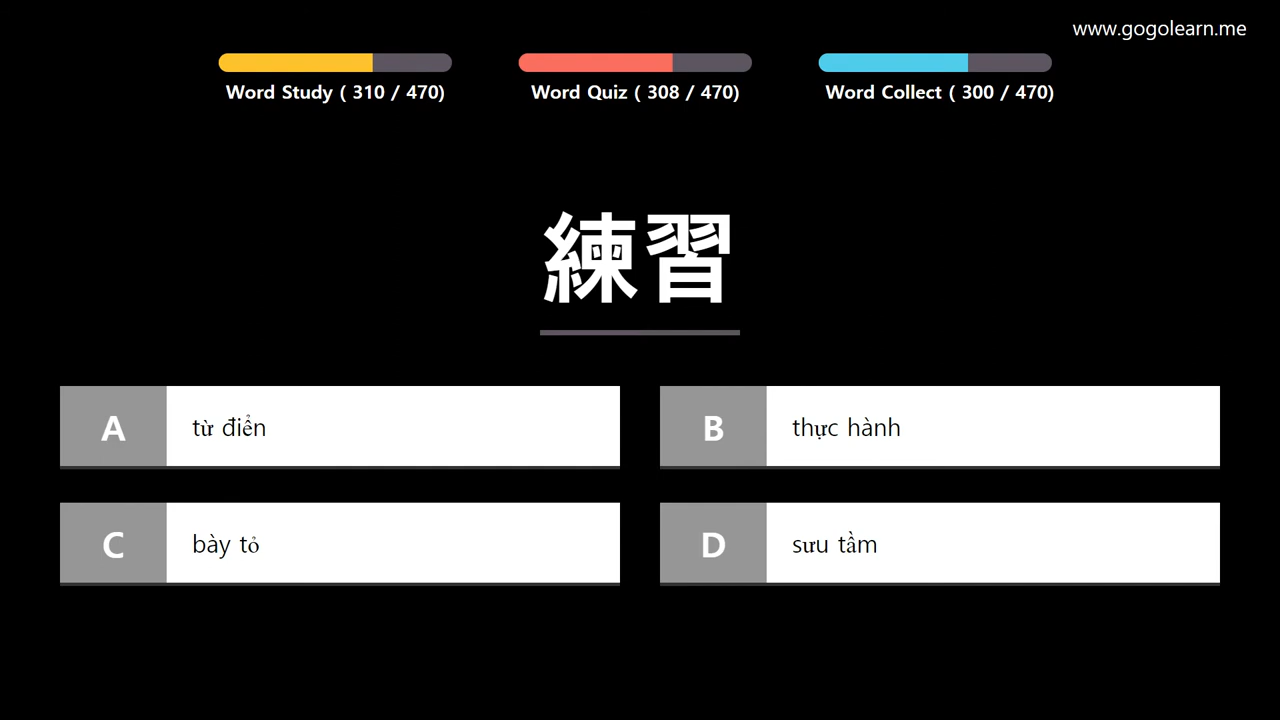 www.gogolearn.me
Word Study ( 310 / 470)
Word Quiz ( 308 / 470)
Word Collect ( 300 / 470)
練習
A
từ điển
B
thực hành
C
bày tỏ
D
sưu tầm